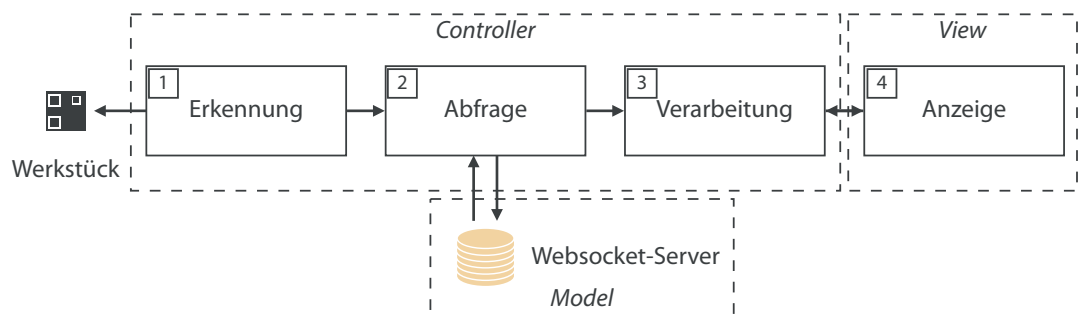 Controller
View
1
Erkennung
2
Abfrage
3
Verarbeitung
4
Anzeige
Werkstück
Websocket-Server
Model